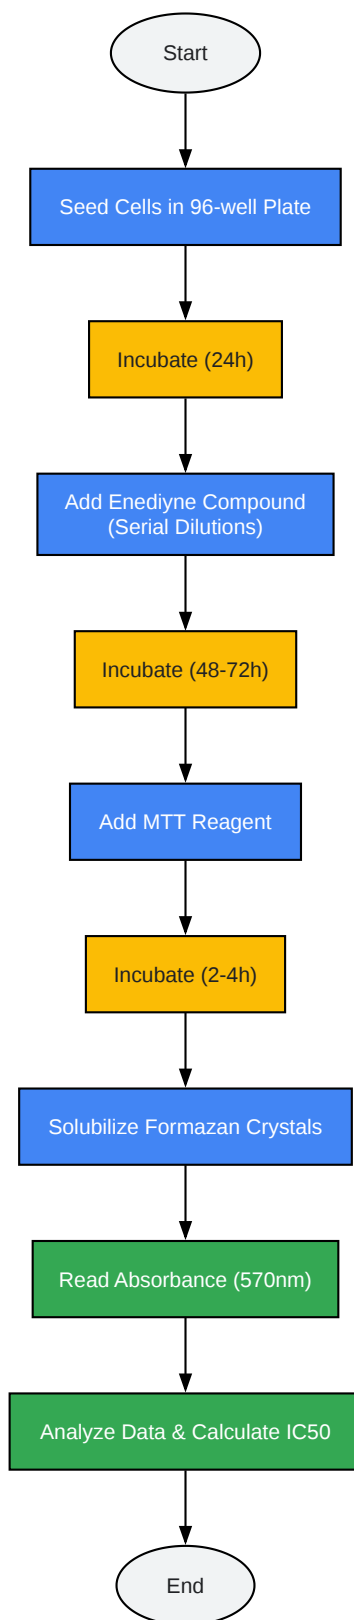 Start
Seed Cells in 96-well Plate
Incubate (24h)
Add Enediyne Compound
(Serial Dilutions)
Incubate (48-72h)
Add MTT Reagent
Incubate (2-4h)
Solubilize Formazan Crystals
Read Absorbance (570nm)
Analyze Data & Calculate IC50
End